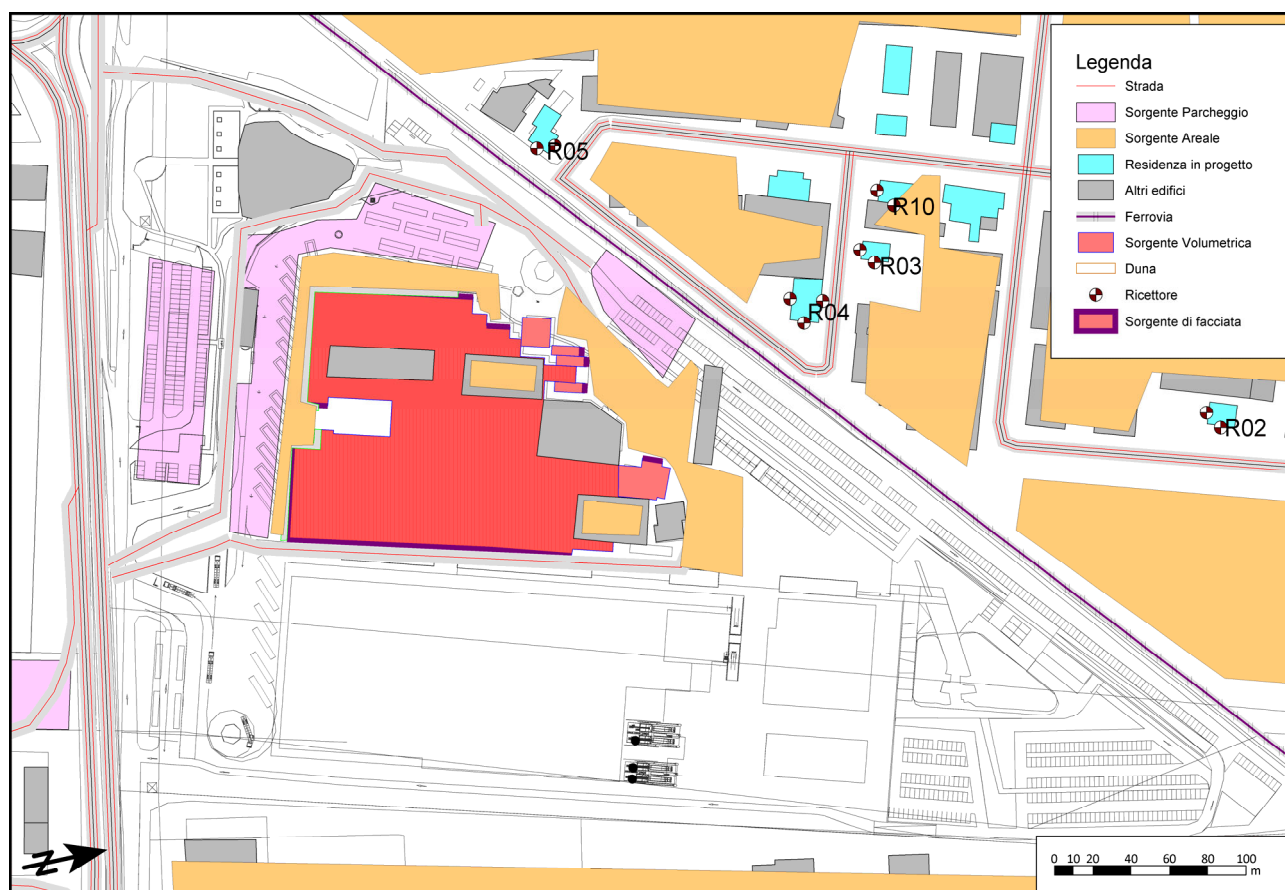 Legenda
Strada
Sorgente Parcheggio
Sorgente Areale
Residenza in progetto
Altri edifici
Ferrovia
Sorgente Volumetrica
Duna
Ricettore
Sorgente di facciata
R05
R10
R03
R04
R02
Z
0 10 20 40 60 80 100
m